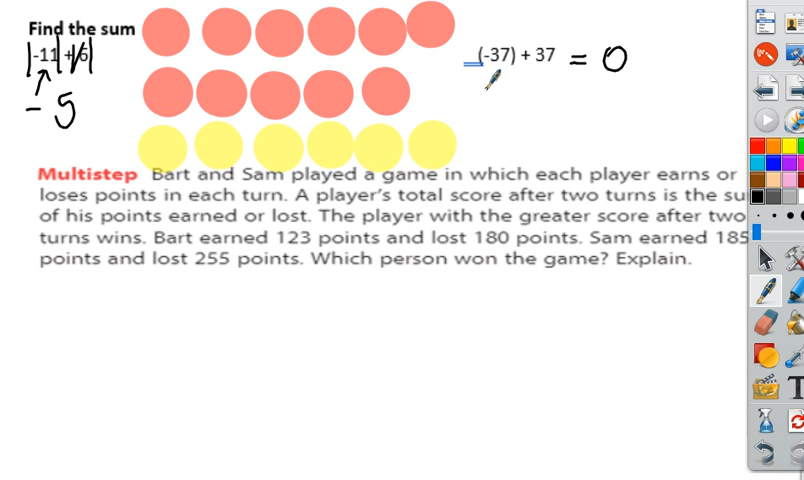 Find the sum
|-11| + |6|
- 5
(-37) + 37 = 0
Multistep Bart and Sam played a game in which each player earns or
loses points in each turn. A player's total score after two turns is the su
of his points earned or lost. The player with the greater score after two
turns wins. Bart earned 123 points and lost 180 points. Sam earned 185
points and lost 255 points. Which person won the game? Explain.
T